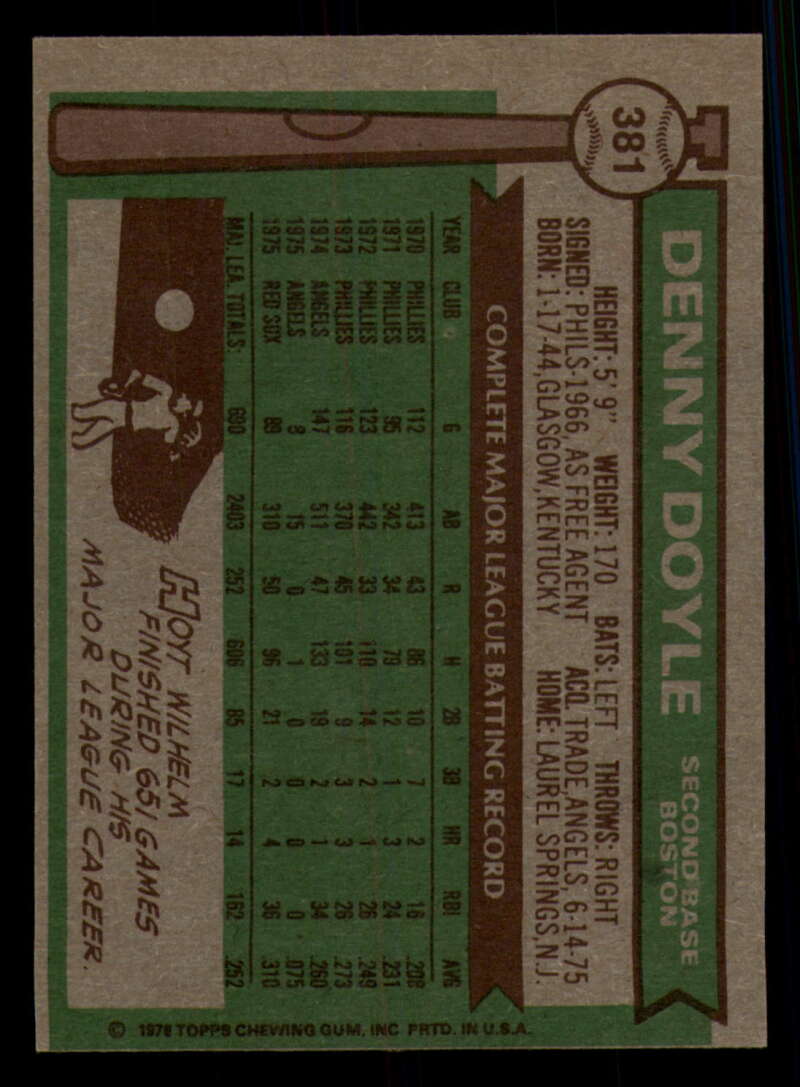 381
DENNY DOYLE
SECOND BASE
BOSTON
HEIGHT: 5' 9" WEIGHT: 170 BATS: LEFT THROWS: RIGHT
SIGNED: PHILS-1966, AS FREE AGENT ACQ. TRADE, ANGELS, 6-14-75
BORN: 1-17-44, GLASGOW, KENTUCKY HOME: LAUREL SPRINGS, N.J.
COMPLETE MAJOR LEAGUE BATTING RECORD
YEAR CLUB G AB R H 2B 3B HR RBI AVG
1970 PHILLIES 112 413 43 86 10 7 2 16 .208
1971 PHILLIES 95 342 34 79 12 1 3 24 .231
1972 PHILLIES 123 442 33 110 14 2 1 26 .249
1973 PHILLIES 116 370 45 101 9 3 3 26 .273
1974 ANGELS 147 511 47 133 19 2 1 34 .260
1975 ANGELS 8 15 0 1 0 0 0 0 .075
1975 RED SOX 89 310 50 96 21 2 4 36 .310
MAJ. LEA. TOTALS: 690 2403 252 606 85 17 14 162 .252
HOYT WILHELM
FINISHED 651 GAMES
DURING HIS
MAJOR LEAGUE CAREER.
© 1976 TOPPS CHEWING GUM, INC PRTD. IN U.S.A.